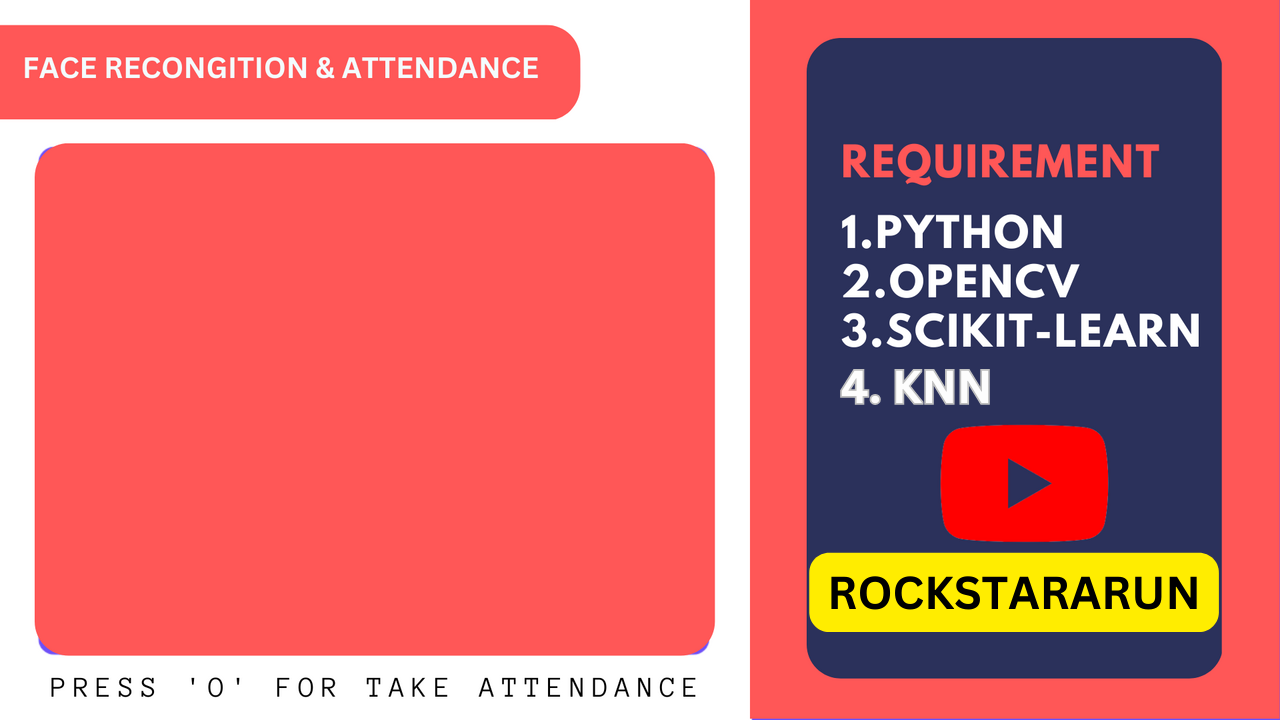 FACE RECONGITION & ATTENDANCE
PRESS 'O' FOR TAKE ATTENDANCE
REQUIREMENT
1.PYTHON
2.OPENCV
3.SCIKIT-LEARN
4. KNN
ROCKSTARARUN